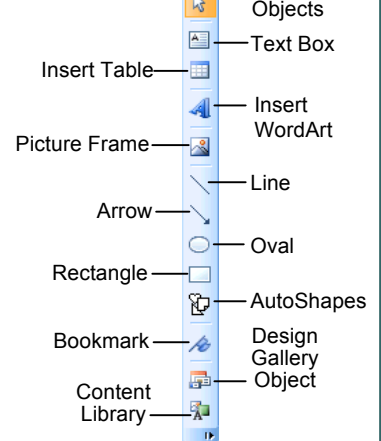 Objects
Text Box
Insert Table
Insert
WordArt
Picture Frame
Line
Arrow
Oval
Rectangle
AutoShapes
Bookmark
Design
Gallery
Object
Content
Library